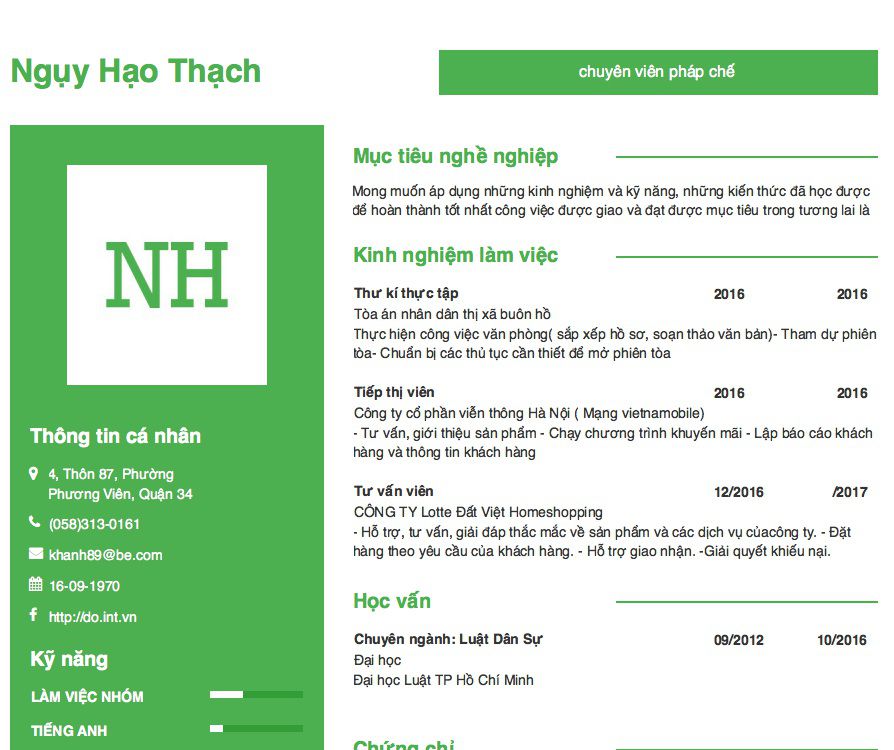 Ngụy Hạo Thạch
chuyên viên pháp chế
NH
Thông tin cá nhân
4, Thôn 87, Phường
Phương Viên, Quận 34
(058)313-0161
khanh89@be.com
16-09-1970
http://do.int.vn
Kỹ năng
LÀM VIỆC NHÓM
TIẾNG ANH
Mục tiêu nghề nghiệp
Mong muốn áp dụng những kinh nghiệm và kỹ năng, những kiến thức đã học được
để hoàn thành tốt nhất công việc được giao và đạt được mục tiêu trong tương lai là
Kinh nghiệm làm việc
Thư kí thực tập 2016 2016
Tòa án nhân dân thị xã buôn hồ
Thực hiện công việc văn phòng( sắp xếp hồ sơ, soạn thảo văn bản)- Tham dự phiên
tòa- Chuẩn bị các thủ tục cần thiết để mở phiên tòa
Tiếp thị viên 2016 2016
Công ty cổ phần viễn thông Hà Nội ( Mạng vietnamobile)
- Tư vấn, giới thiệu sản phẩm - Chạy chương trình khuyến mãi - Lập báo cáo khách
hàng và thông tin khách hàng
Tư vấn viên 12/2016 /2017
CÔNG TY Lotte Đất Việt Homeshopping
- Hỗ trợ, tư vấn, giải đáp thắc mắc về sản phẩm và các dịch vụ củacông ty. - Đặt
hàng theo yêu cầu của khách hàng. - Hỗ trợ giao nhận. -Giải quyết khiếu nại.
Học vấn
Chuyên ngành: Luật Dân Sự 09/2012 10/2016
Đại học
Đại học Luật TP Hồ Chí Minh
Chứng chỉ